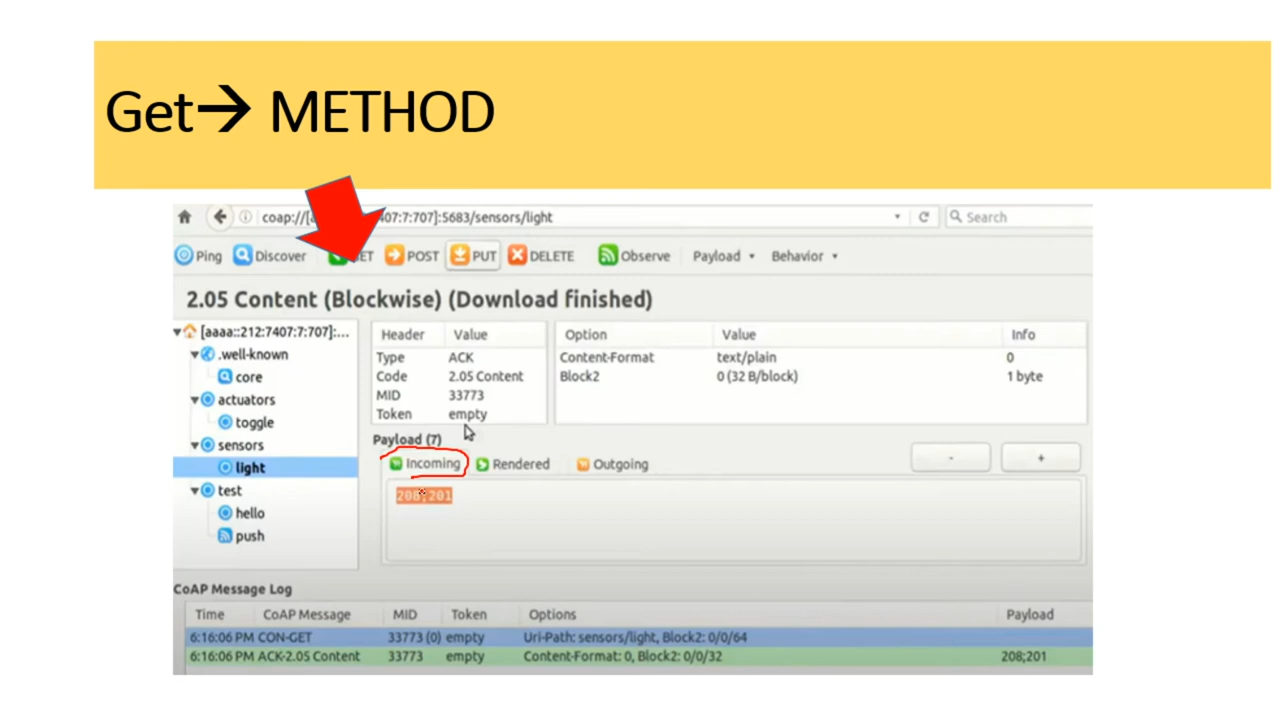 Get→ METHOD
coap://[a 407:7:707]:5683/sensors/light
Search
Ping Discover ET POST PUT DELETE Observe Payload Behavior
2.05 Content (Blockwise) (Download finished)
[aaaa::212:7407:7:707]:...
.well-known
core
actuators
toggle
sensors
light
test
hello
push
Header Value
Type ACK
Code 2.05 Content
MID 33773
Token empty
Option Value Info
Content-Format text/plain 0
Block2 0 (32 B/block) 1 byte
Payload (7)
Incoming Rendered Outgoing
- +
208;201
CoAP Message Log
Time CoAP Message MID Token Options Payload
6:16:06 PM CON-GET 33773 (0) empty Uri-Path: sensors/light, Block2: 0/0/64
6:16:06 PM ACK-2.05 Content 33773 empty Content-Format: 0, Block2: 0/0/32 208;201